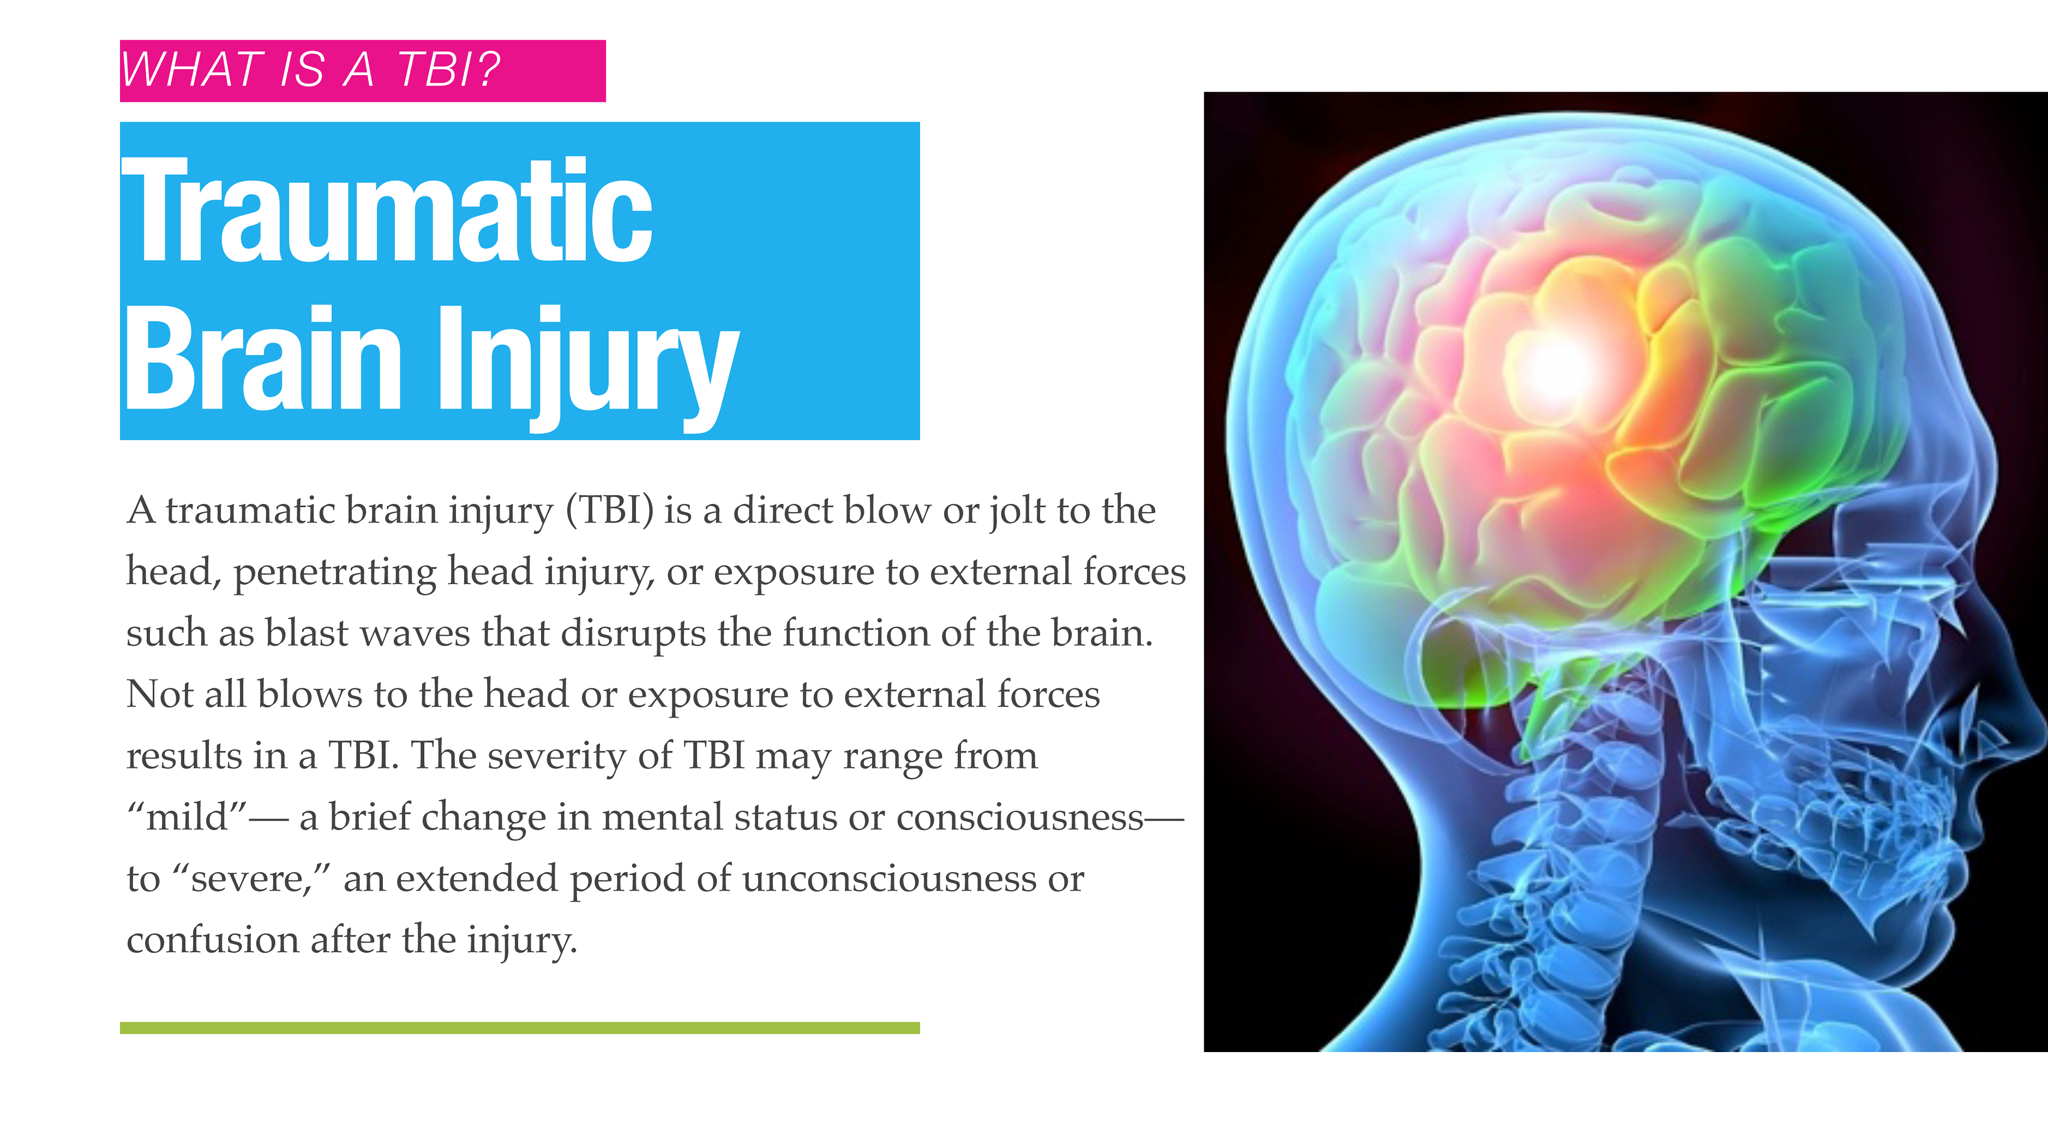 WHAT IS A TBI?
Traumatic
Brain Injury
A traumatic brain injury (TBI) is a direct blow or jolt to the
head, penetrating head injury, or exposure to external forces
such as blast waves that disrupts the function of the brain.
Not all blows to the head or exposure to external forces
results in a TBI. The severity of TBI may range from
“mild”— a brief change in mental status or consciousness—
to “severe,” an extended period of unconsciousness or
confusion after the injury.